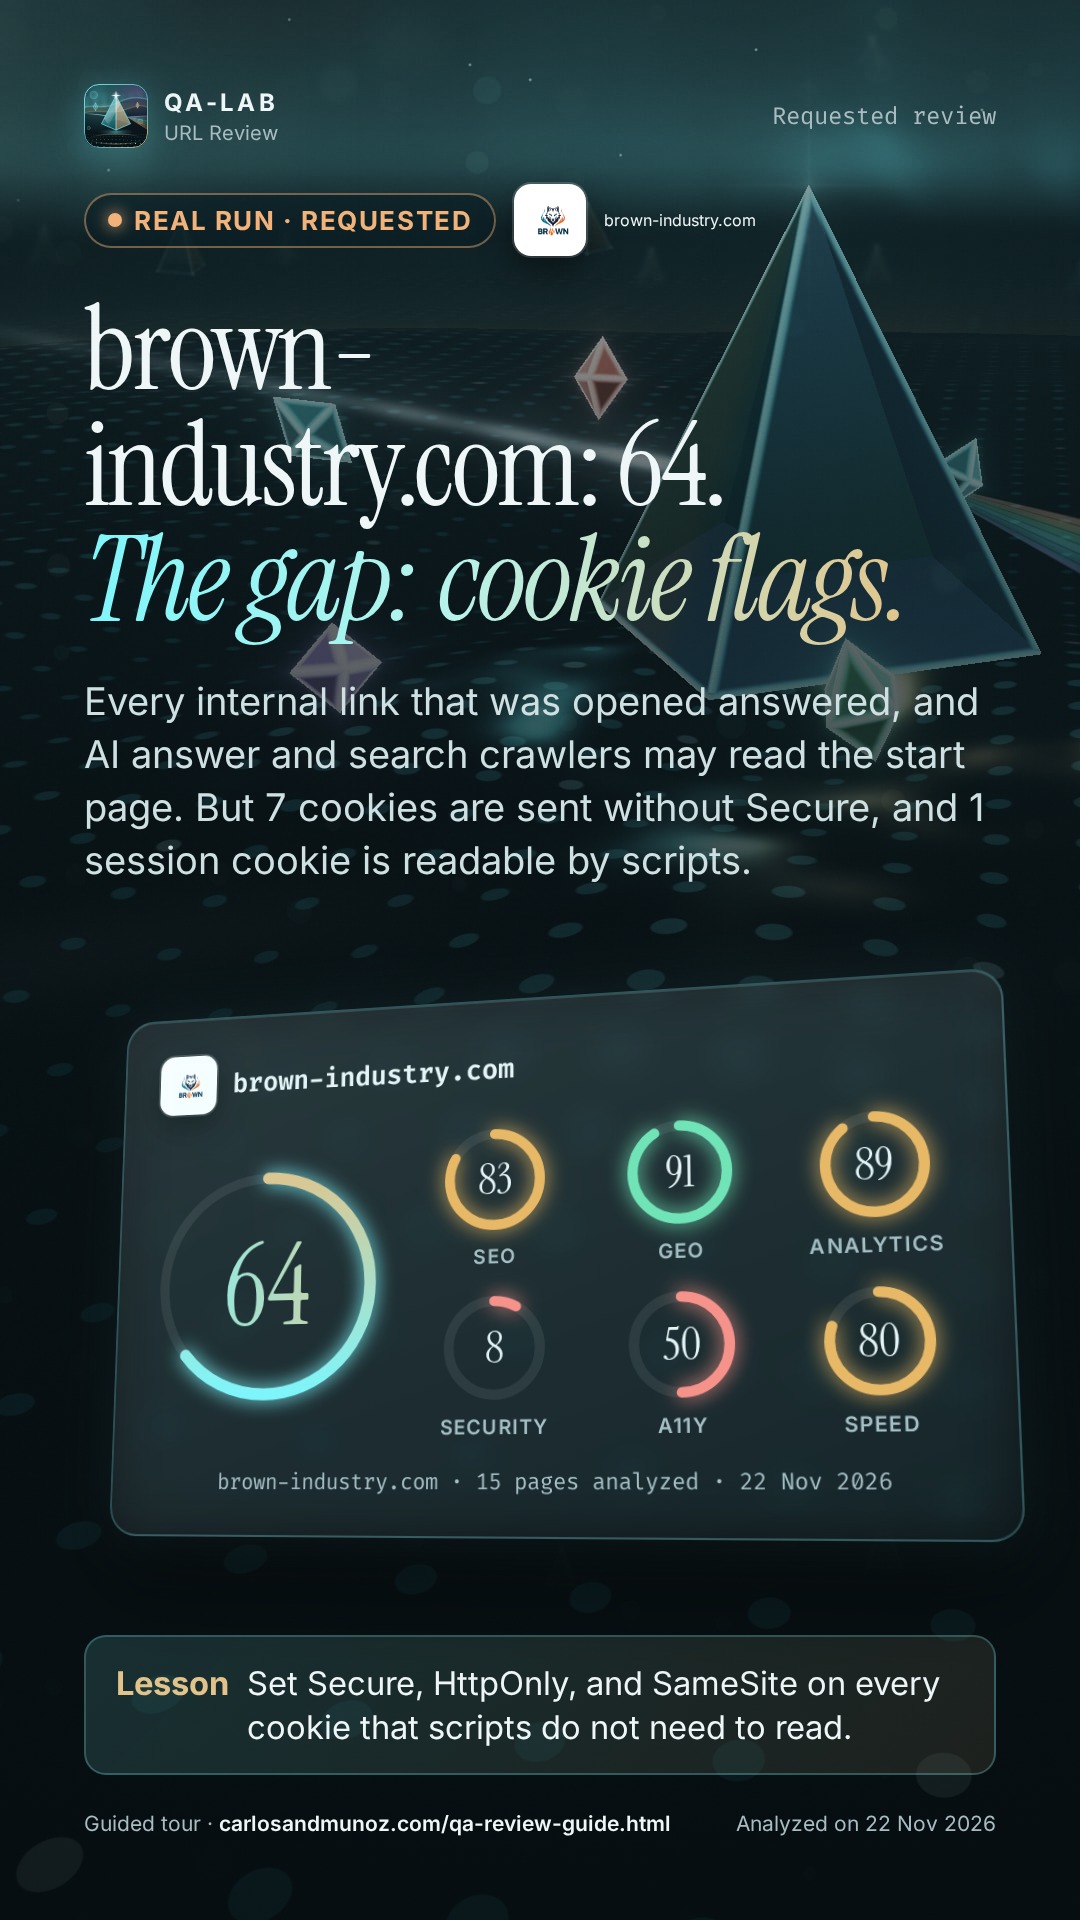 QA-LAB
URL Review
Requested review
REAL RUN · REQUESTED
BROWN
brown-industry.com
brown-
industry.com: 64.
The gap: cookie flags.
Every internal link that was opened answered, and
AI answer and search crawlers may read the start
page. But 7 cookies are sent without Secure, and 1
session cookie is readable by scripts.
BROWN
brown-industry.com
64
83
SEO
91
GEO
89
ANALYTICS
8
SECURITY
50
A11Y
80
SPEED
brown-industry.com · 15 pages analyzed · 22 Nov 2026
Lesson Set Secure, HttpOnly, and SameSite on every
cookie that scripts do not need to read.
Guided tour · carlosandmunoz.com/qa-review-guide.html
Analyzed on 22 Nov 2026